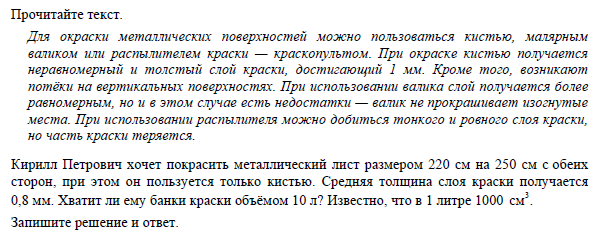 Прочитайте текст.
Для окраски металлических поверхностей можно пользоваться кистью, малярным
валиком или распылителем краски — краскопультом. При окраске кистью получается
неравномерный и толстый слой краски, достигающий 1 мм. Кроме того, возникают
потёки на вертикальных поверхностях. При использовании валика слой получается более
равномерным, но и в этом случае есть недостатки — валик не прокрашивает изогнутые
места. При использовании распылителя можно добиться тонкого и ровного слоя краски,
но часть краски теряется.
Кирилл Петрович хочет покрасить металлический лист размером 220 см на 250 см с обеих
сторон, при этом он пользуется только кистью. Средняя толщина слоя краски получается
0,8 мм. Хватит ли ему банки краски объёмом 10 л? Известно, что в 1 литре 1000 см³.
Запишите решение и ответ.